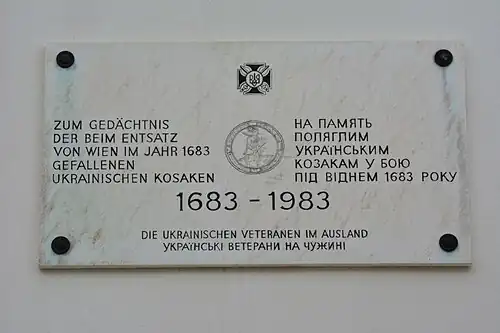 ZUM GEDÄCHTNIS
DER BEIM ENTSATZ
VON WIEN IM JAHR 1683
GEFALLENEN
UKRAINISCHEN KOSAKEN
НА ПАМЯТЬ
ПОЛЯГЛИМ
УКРАЇНСЬКИМ
КОЗАКАМ У БОЮ
ПІД ВІДНЕМ 1683 РОКУ
1683 - 1983
DIE UKRAINISCHEN VETERANEN IM AUSLAND
УКРАЇНСЬКІ ВЕТЕРАНИ НА ЧУЖИНІ